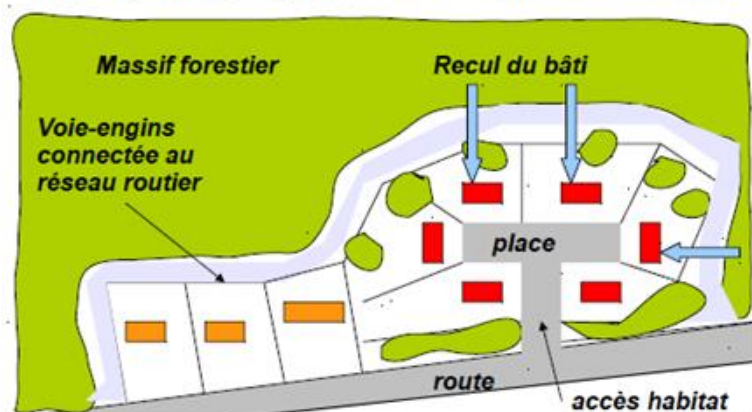 Massif forestier
Recul du bâti
Voie-engins
connectée au
réseau routier
place
route
accès habitat